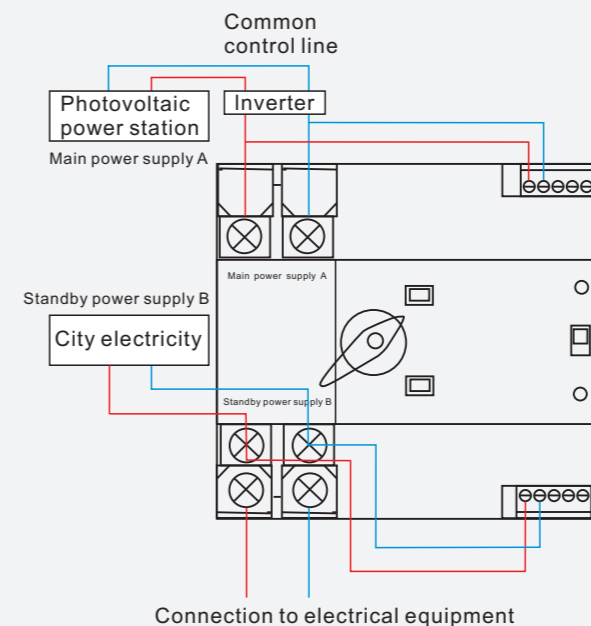 Common
control line
Photovoltaic
power station
Inverter
Main power supply A
Main power supply A
Standby power supply B
City electricity
Standby power supply B
Connection to electrical equipment